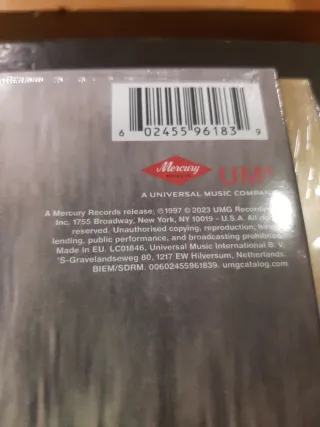 6 02455 96183 9
Mercury
RECORDS
UMe
A UNIVERSAL MUSIC COMPANY
A Mercury Records release; ℗1997 © 2023 UMG Recordings,
Inc. 1755 Broadway, New York, NY 10019 - U.S.A. All
reserved. Unauthorised copying, reproduction,
lending, public performance, and broadcasting prohibited.
Made in EU. LC01846. Universal Music International B.V.
'S-Gravelandseweg 80, 1217 EW Hilversum, Netherlands.
BIEM/SDRM. 00602455961839. umgcatalog.com